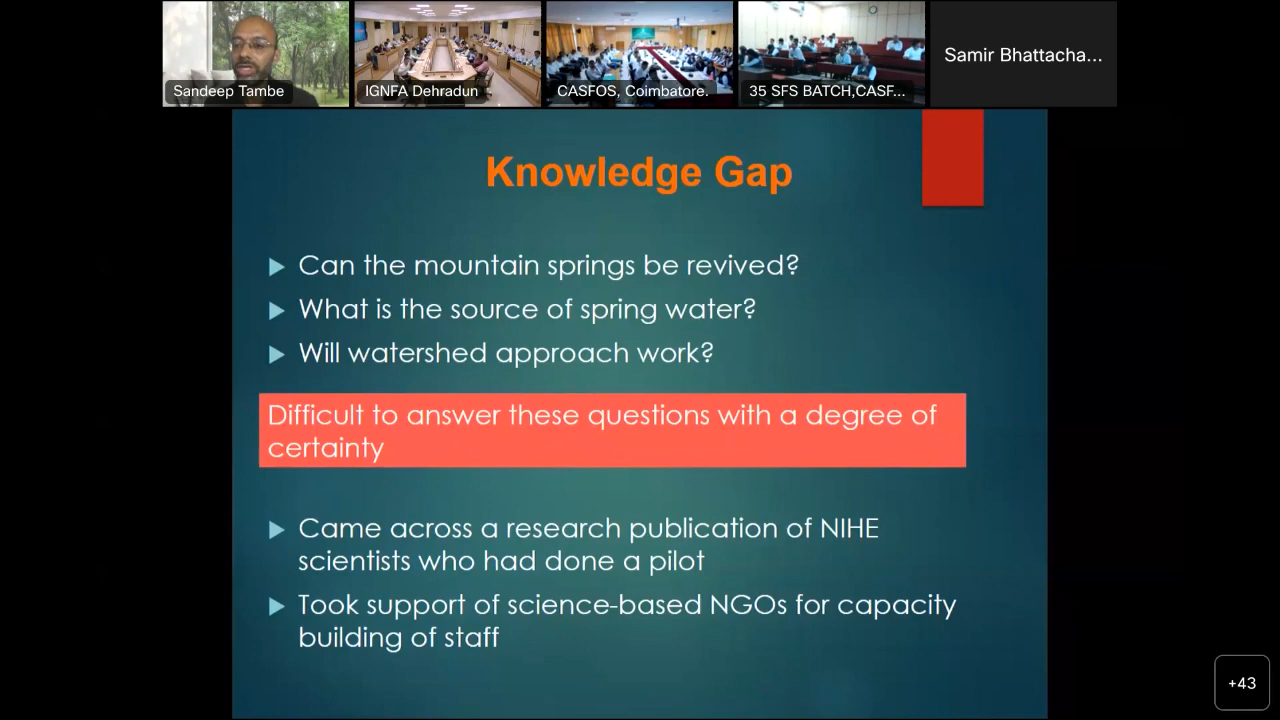 Sandeep Tambe
IGNFA Dehradun
CASFOS, Coimbatore.
35 SFS BATCH,CASF...
Samir Bhattacha...
Knowledge Gap
Can the mountain springs be revived?
What is the source of spring water?
Will watershed approach work?
Difficult to answer these questions with a degree of
certainty
Came across a research publication of NIHE
scientists who had done a pilot
Took support of science-based NGOs for capacity
building of staff
+43